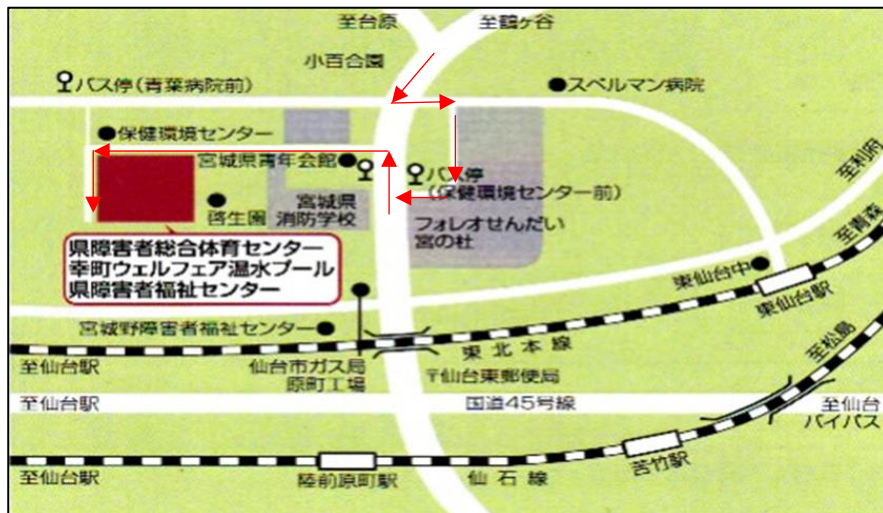 至台原
至鶴ヶ谷
小百合園
バス停(青葉病院前)
スペルマン病院
保健環境センター
宮城県青年会館
バス停
(保健環境センター前)
至利府
啓生園
宮城県
消防学校
フォレオせんだい
宮の杜
至青森
県障害者総合体育センター
幸町ウェルフェア温水プール
県障害者福祉センター
東仙台中
東仙台駅
宮城野障害者福祉センター
東北本線
至松島
至仙台駅
仙台市ガス局
原町工場
〒仙台東郵便局
至仙台駅
国道45号線
至仙台
バイパス
苦竹駅
至仙台駅
陸前原町駅
仙石線